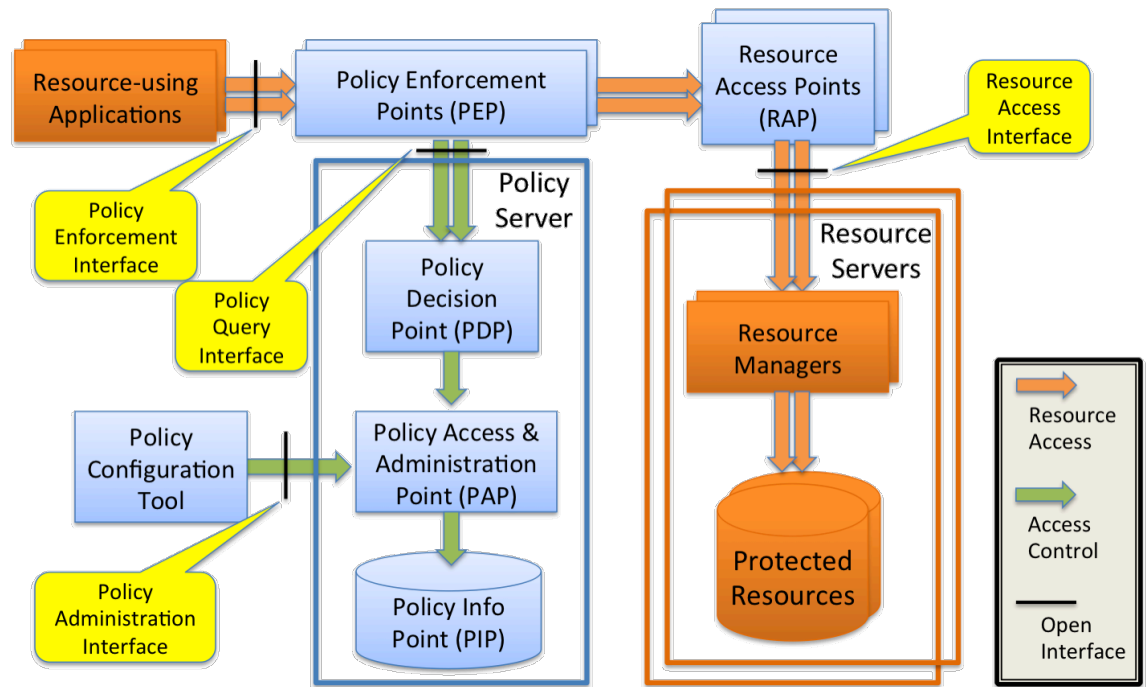 Resource-using
Applications
Policy Enforcement
Points (PEP)
Resource
Access Points
(RAP)
Resource
Access
Interface
Policy
Enforcement
Interface
Policy
Server
Resource
Servers
Policy
Query
Interface
Policy
Decision
Point (PDP)
Resource
Managers
Policy
Configuration
Tool
Policy Access &
Administration
Point (PAP)
Policy
Administration
Interface
Policy Info
Point (PIP)
Protected
Resources
Resource
Access
Access
Control
Open
Interface